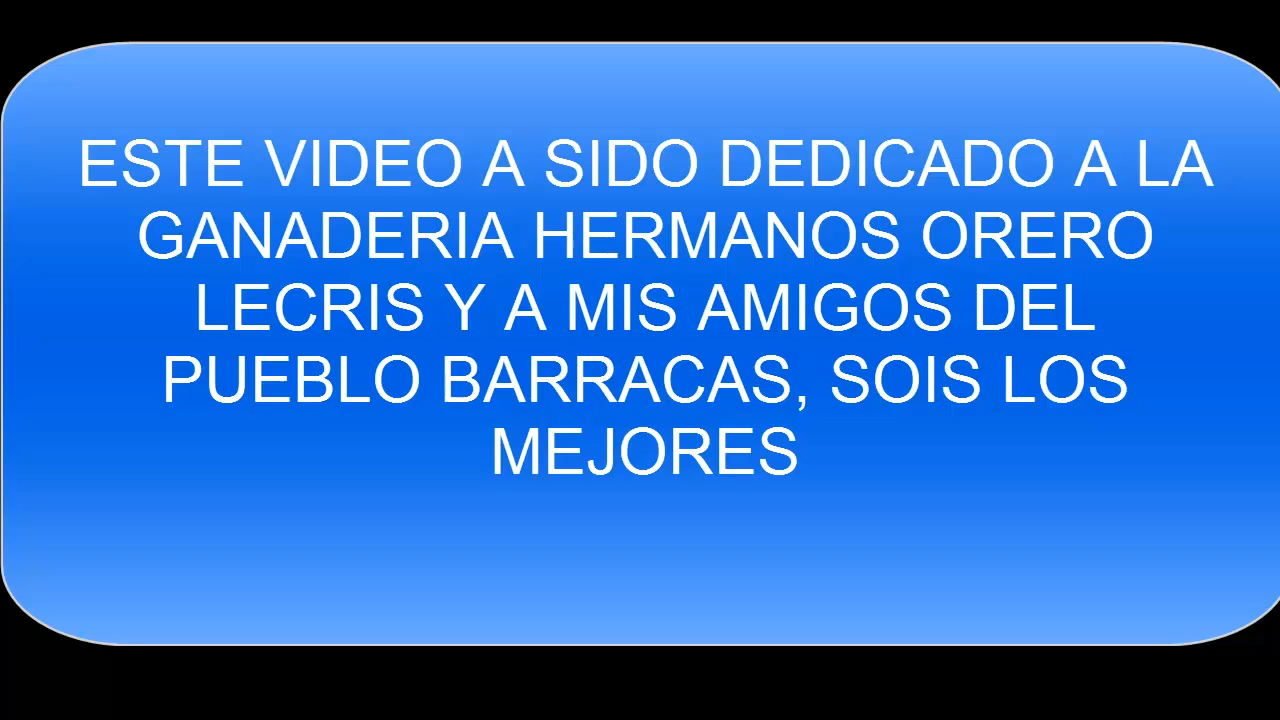 ESTE VIDEO A SIDO DEDICADO A LA
GANADERIA HERMANOS ORERO
LECRIS Y A MIS AMIGOS DEL
PUEBLO BARRACAS, SOIS LOS
MEJORES